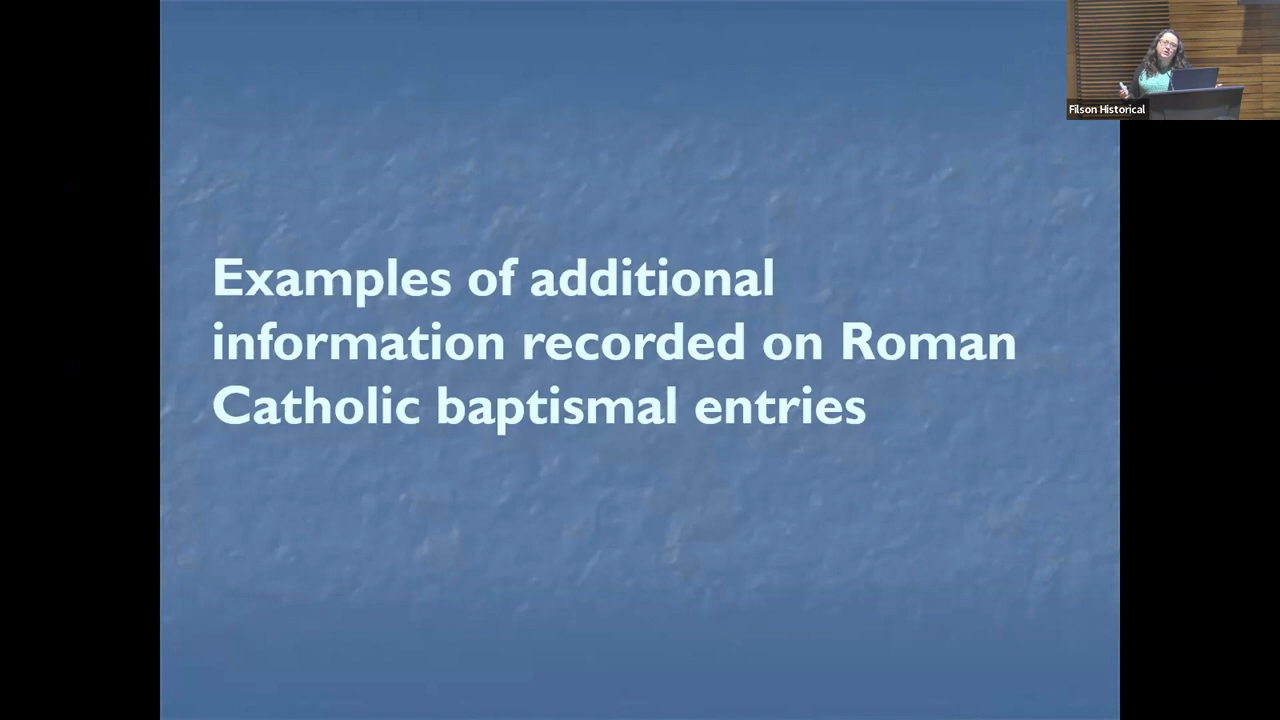 Filson Historical
Examples of additional
information recorded on Roman
Catholic baptismal entries